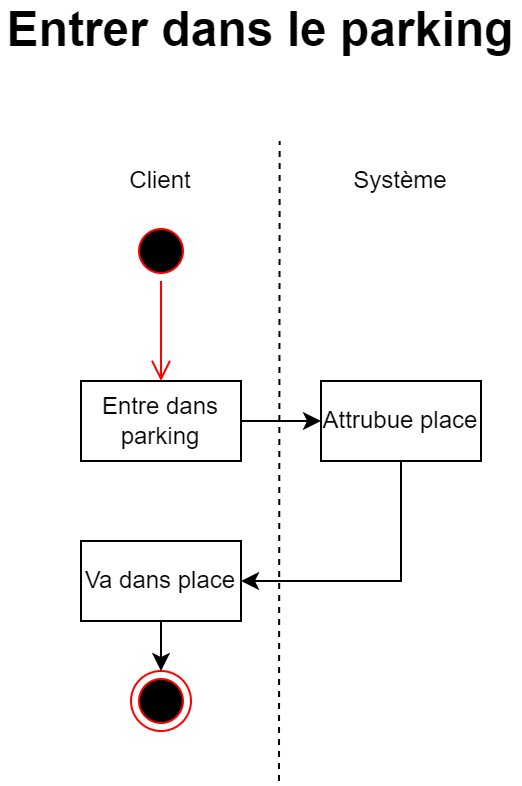 Entrer dans le parking
Client
Système
Entre dans
parking
Attrubue place
Va dans place